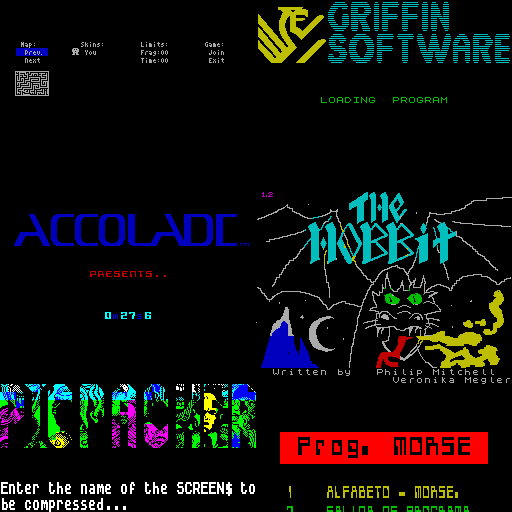 Map: Skins: Limits: Game:
Prev. You Frag:00 Join
Next Time:00 Exit
GRIFFIN
SOFTWARE
LOADING PROGRAM
ACCOLADE
PRESENTS..
0-27.6
1.2
THE
HOBBIT
Written by Philip Mitchell
Veronika Megler
PICPACKER
Enter the name of the SCREEN$ to
be compressed...
Prog. MORSE
1 ALFABETO - MORSE.